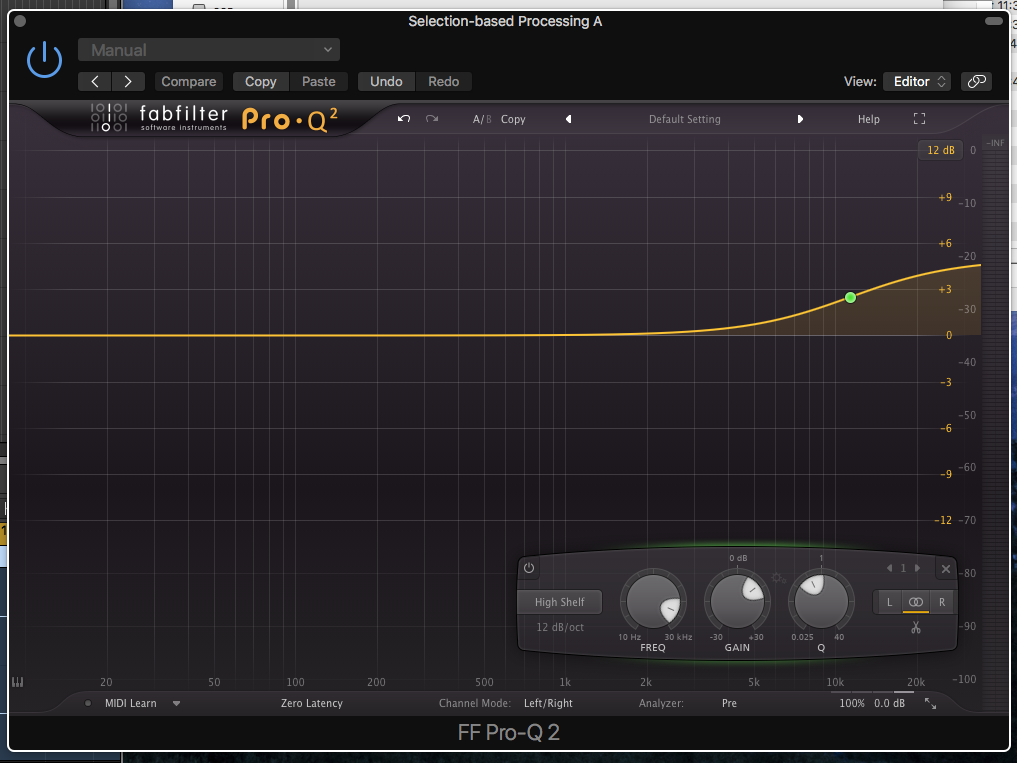 Selection-based Processing A
Manual
Compare Copy Paste Undo Redo View: Editor
fabfilter
software instruments
Pro·Q²
A/B Copy Default Setting Help
12 dB 0 -INF
+9 -10
+6 -20
+3 -30
0 -40
-3 -50
-6 -60
-9 -70
-12 -80
-90
-100
0 dB 1
1
High Shelf
12 dB/oct
L R
10 Hz 30 kHz -30 +30 0.025 40
FREQ GAIN Q
20 50 100 200 500 1k 2k 5k 10k 20k
MIDI Learn Zero Latency Channel Mode: Left/Right Analyzer: Pre 100% 0.0 dB
FF Pro-Q 2